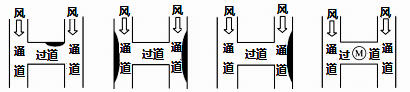 风 风 风 风 风 风 风 风
通 通 通 通 通 通 通 通
过道 过道 过道 过 M 道
道 道 道 道 道 道 道 道